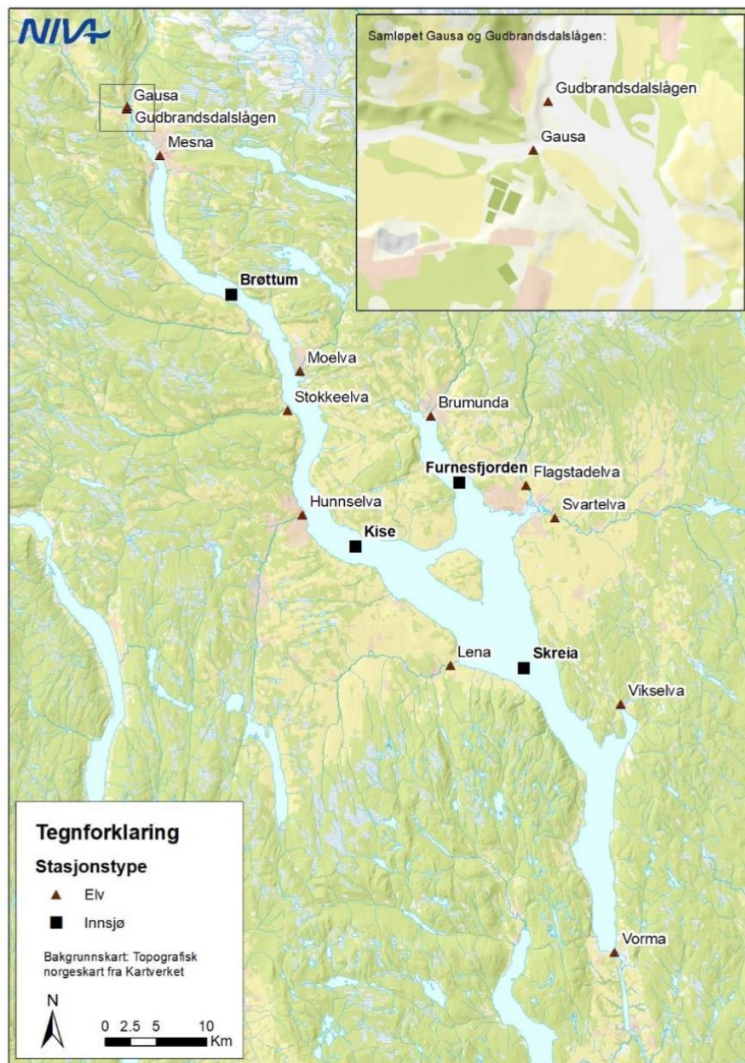 NIVA
Samløpet Gausa og Gudbrandsdalslågen:
Gudbrandsdalslågen
Gausa
Gausa
Gudbrandsdalslågen
Mesna
Brøttum
Moelva
Stokkeelva
Brumunda
Furnesfjorden
Flagstadelva
Svartelva
Hunnselva
Kise
Lena
Skreia
Vikselva
Vorma
Tegnforklaring
Stasjonstype
Elv
Innsjø
Bakgrunnskart: Topografisk
norgeskart fra Kartverket
N
0 2.5 5 10
Km